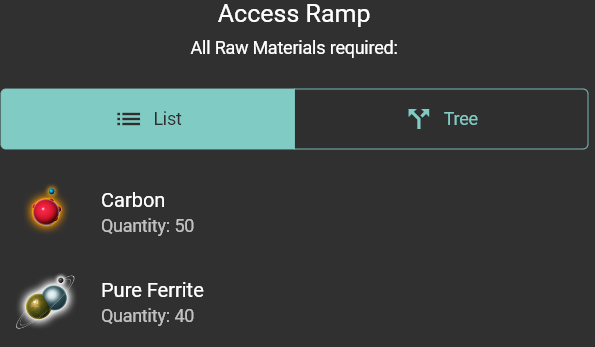 Access Ramp
All Raw Materials required:
List
Tree
Carbon
Quantity: 50
Pure Ferrite
Quantity: 40